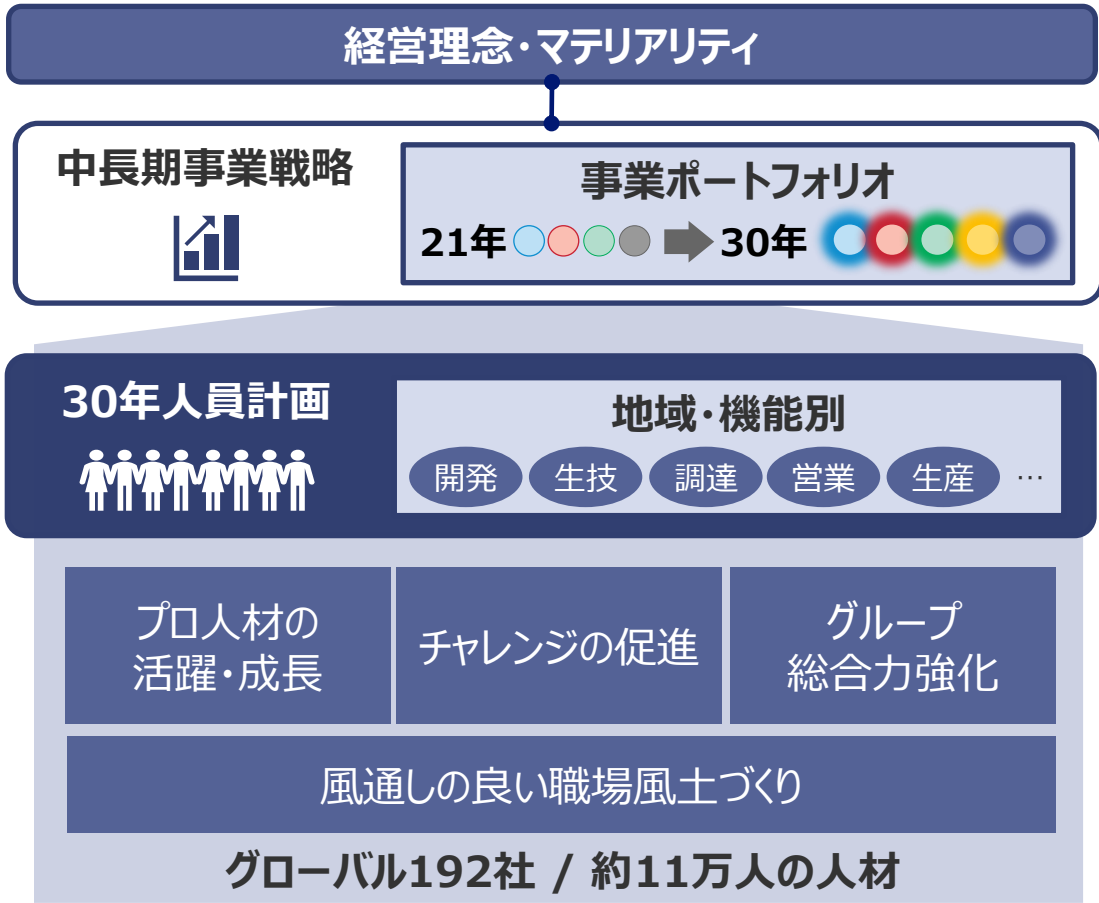 経営理念・マテリアリティ
中長期事業戦略
事業ポートフォリオ
21年
30年
30年人員計画
地域・機能別
開発
生技
調達
営業
生産
…
プロ人材の
活躍・成長
チャレンジの促進
グループ
総合力強化
風通しの良い職場風土づくり
グローバル192社 / 約11万人の人材